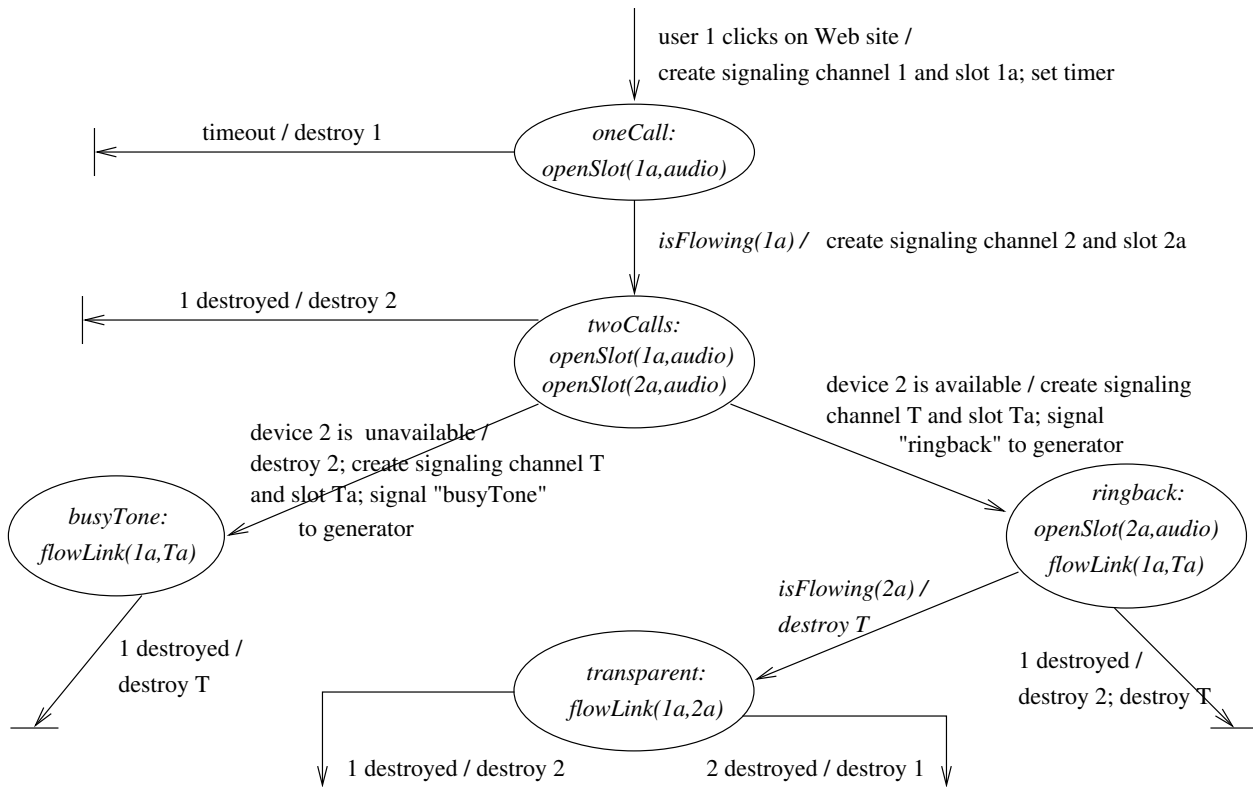 user 1 clicks on Web site /
create signaling channel 1 and slot 1a; set timer
timeout / destroy 1
oneCall:
openSlot(1a,audio)
isFlowing(1a) / create signaling channel 2 and slot 2a
1 destroyed / destroy 2
twoCalls:
openSlot(1a,audio)
openSlot(2a,audio)
device 2 is available / create signaling
channel T and slot Ta; signal
"ringback" to generator
device 2 is unavailable /
destroy 2; create signaling channel T
and slot Ta; signal "busyTone"
to generator
busyTone:
flowLink(1a,Ta)
ringback:
openSlot(2a,audio)
flowLink(1a,Ta)
isFlowing(2a) /
destroy T
1 destroyed /
destroy T
1 destroyed /
destroy 2; destroy T
transparent:
flowLink(1a,2a)
1 destroyed / destroy 2
2 destroyed / destroy 1